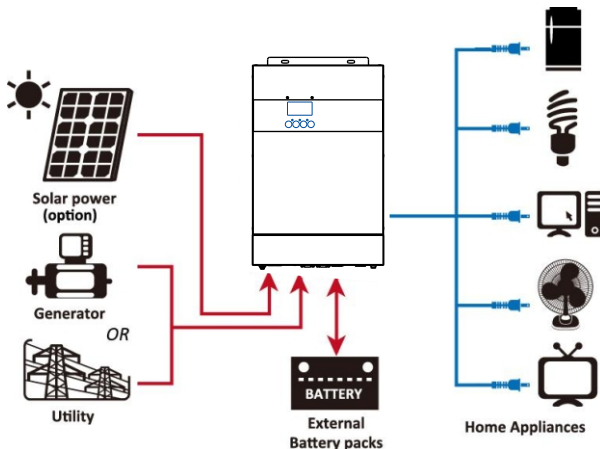 Solar power
(option)
Generator
OR
Utility
BATTERY
External
Battery packs
Home Appliances